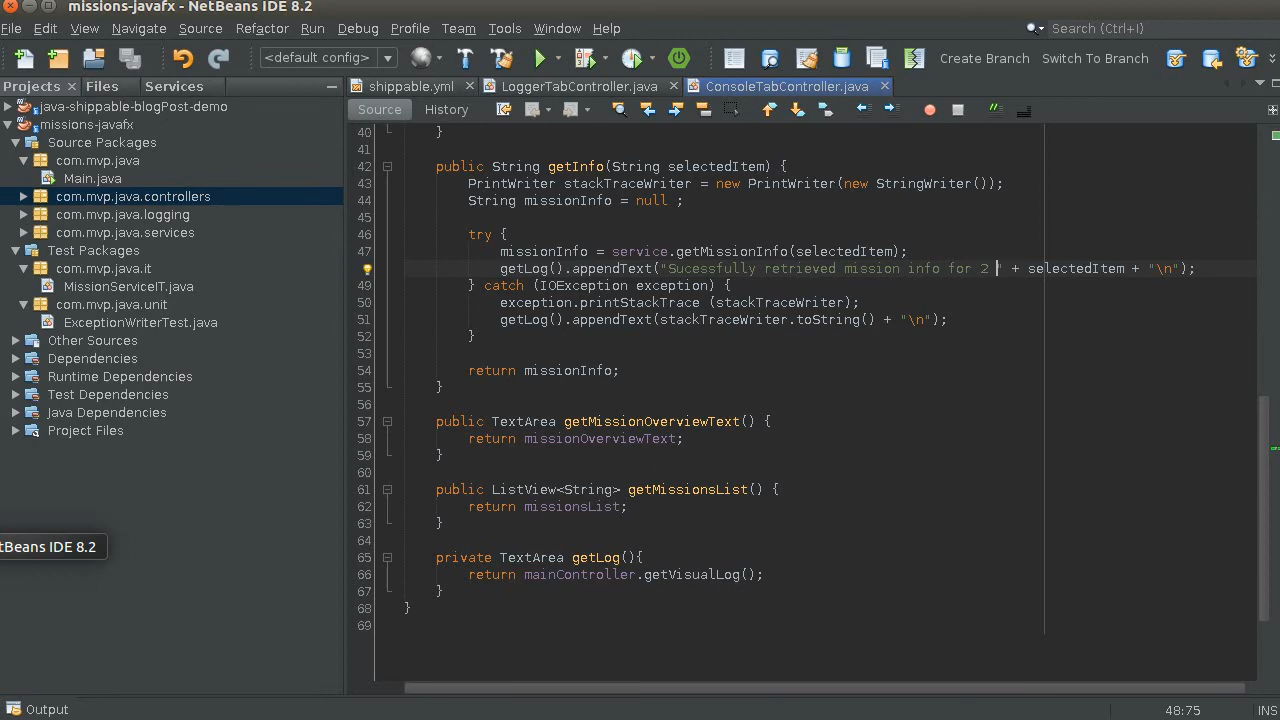 missions-javafx - NetBeans IDE 8.2
File Edit View Navigate Source Refactor Run Debug Profile Team Tools Window Help Search (Ctrl+I)
<default config> Create Branch Switch To Branch
Projects Files Services
shippable.yml LoggerTabController.java ConsoleTabController.java
Source History
java-shippable-blogPost-demo
missions-javafx
Source Packages
com.mvp.java
Main.java
com.mvp.java.controllers
com.mvp.java.logging
com.mvp.java.services
Test Packages
com.mvp.java.it
MissionServiceIT.java
com.mvp.java.unit
ExceptionWriterTest.java
Other Sources
Dependencies
Runtime Dependencies
Test Dependencies
Java Dependencies
Project Files
tBeans IDE 8.2
40 }
41
42 public String getInfo(String selectedItem) {
43 PrintWriter stackTraceWriter = new PrintWriter(new StringWriter());
44 String missionInfo = null ;
45
46 try {
47 missionInfo = service.getMissionInfo(selectedItem);
getLog().appendText("Sucessfully retrieved mission info for 2 " + selectedItem + "\n");
49 } catch (IOException exception) {
50 exception.printStackTrace (stackTraceWriter);
51 getLog().appendText(stackTraceWriter.toString() + "\n");
52 }
53
54 return missionInfo;
55 }
56
57 public TextArea getMissionOverviewText() {
58 return missionOverviewText;
59 }
60
61 public ListView<String> getMissionsList() {
62 return missionsList;
63 }
64
65 private TextArea getLog(){
66 return mainController.getVisualLog();
67 }
68 }
69
Output
48:75 INS